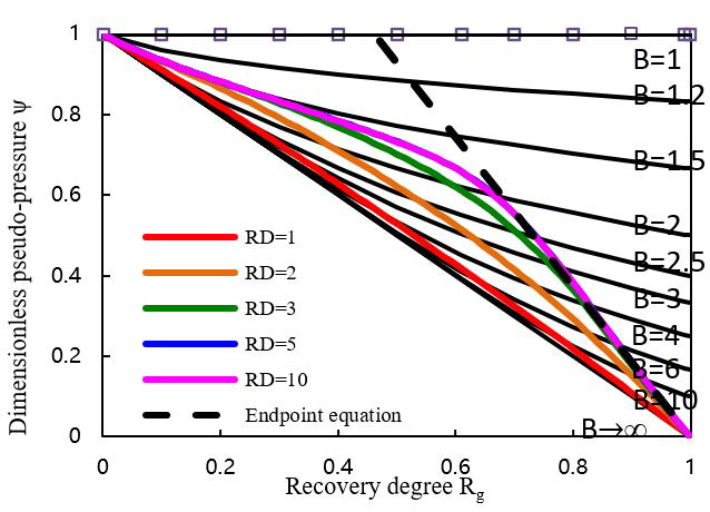 Dimensionless pseudo-pressure ψ
1
0.8
0.6
0.4
0.2
0
B=1
B=1.2
B=1.5
B=2
B=2.5
B=3
B=4
B=6
B=10
B→∞
RD=1
RD=2
RD=3
RD=5
RD=10
Endpoint equation
0 0.2 0.4 0.6 0.8 1
Recovery degree Rg